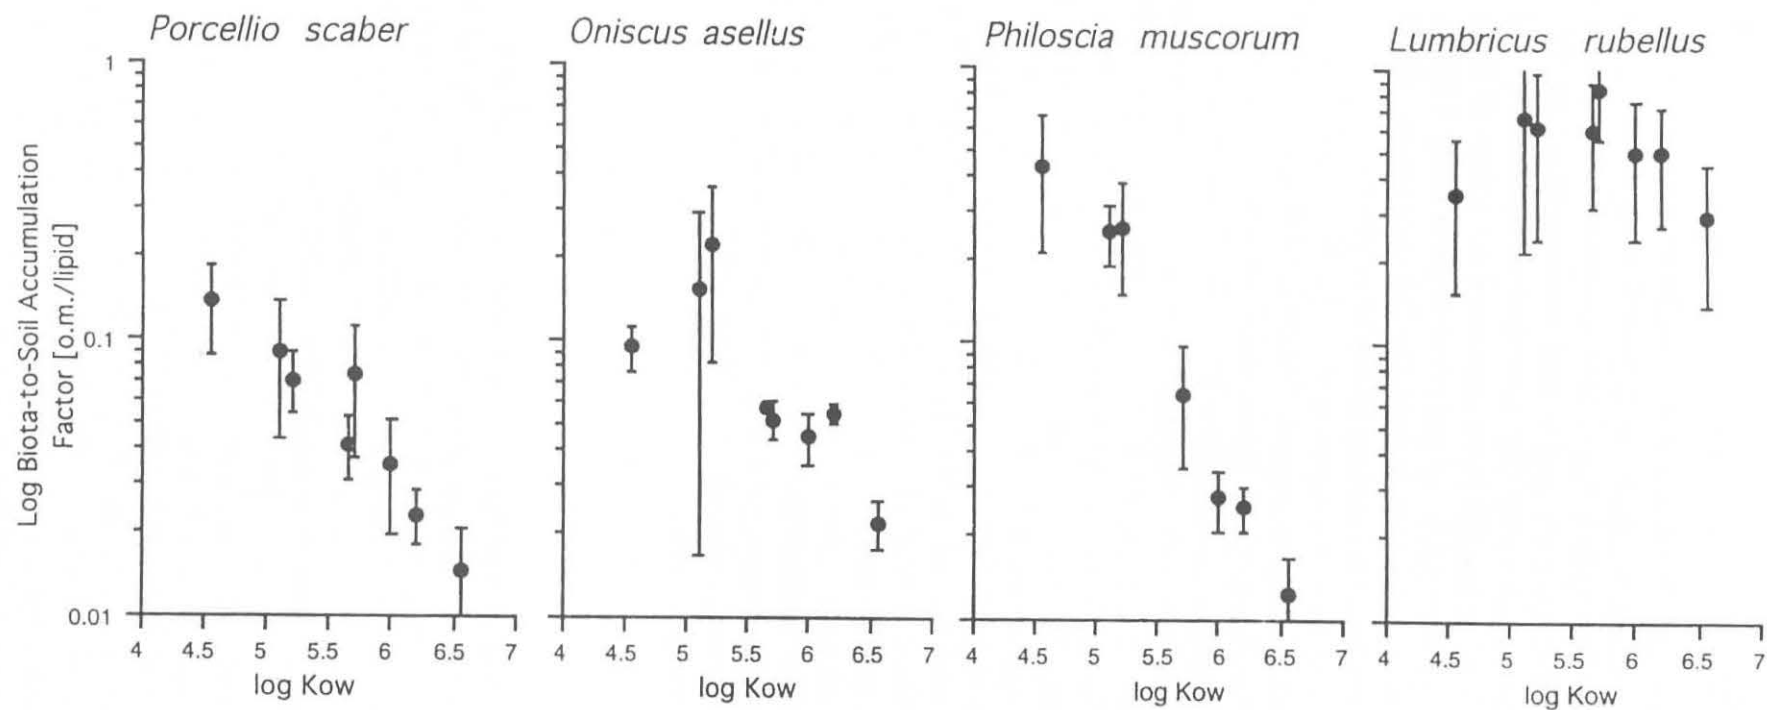 Porcellio scaber
Oniscus asellus
Philoscia muscorum
Lumbricus rubellus
Log Biota-to-Soil Accumulation
Factor [o.m./lipid]
1
0.1
0.01
4 4.5 5 5.5 6 6.5 7
log Kow
4 4.5 5 5.5 6 6.5 7
log Kow
4 4.5 5 5.5 6 6.5 7
log Kow
4 4.5 5 5.5 6 6.5 7
log Kow